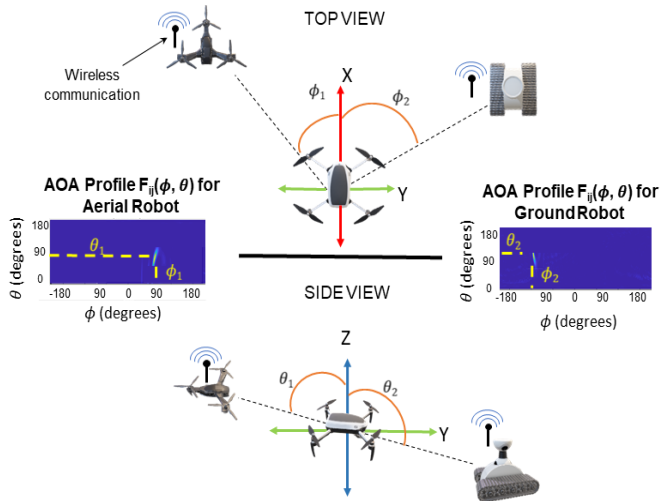 TOP VIEW
Wireless
communication
X
ϕ₁
ϕ₂
Y
AOA Profile Fᵢⱼ(ϕ, θ) for
Aerial Robot
180
90
0
θ (degrees)
θ₁
ϕ₁
-180 90 0 90 180
ϕ (degrees)
AOA Profile Fᵢⱼ(ϕ, θ) for
Ground Robot
180
90
0
θ (degrees)
θ₂
ϕ₂
-180 90 0 90 180
ϕ (degrees)
SIDE VIEW
Z
θ₁
θ₂
Y